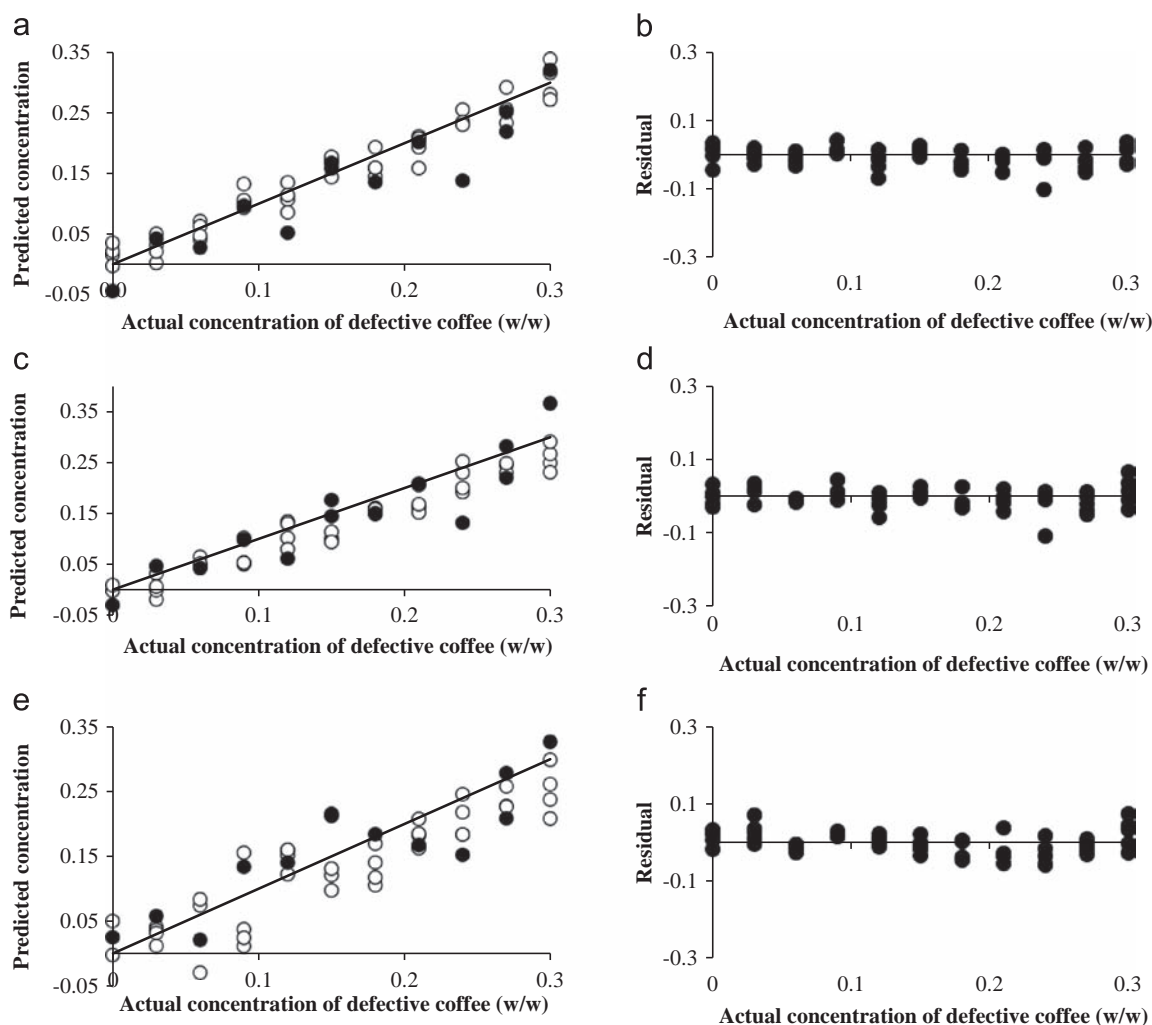 a
0.35
0.25
0.15
0.05
-0.05
0.1
0.2
0.3
Predicted concentration
Actual concentration of defective coffee (w/w)
b
0.3
0.1
-0.1
-0.3
0
0.1
0.2
0.3
Residual
Actual concentration of defective coffee (w/w)
c
0.35
0.25
0.15
0.05
-0.05
0
0.1
0.2
0.3
Predicted concentration
Actual concentration of defective coffee (w/w)
d
0.3
0.1
-0.1
-0.3
0
0.1
0.2
0.3
Residual
Actual concentration of defective coffee (w/w)
e
0.35
0.25
0.15
0.05
-0.05
0
0.1
0.2
0.3
Predicted concentration
Actual concentration of defective coffee (w/w)
f
0.3
0.1
-0.1
-0.3
0
0.1
0.2
0.3
Residual
Actual concentration of defective coffee (w/w)